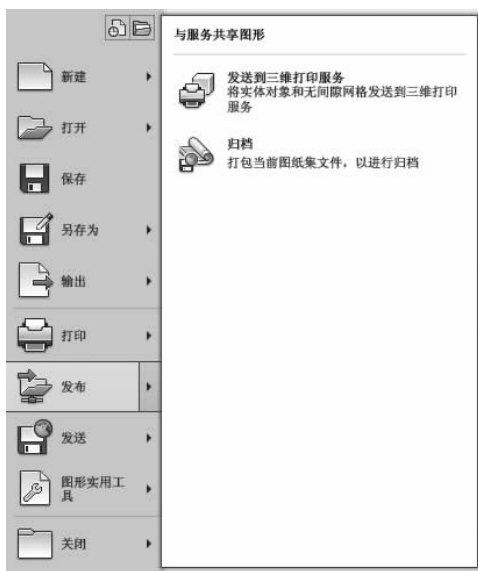 与服务共享图形
新建
打开
保存
另存为
输出
打印
发布
发送
图形实用工
具
关闭
发送到三维打印服务
将实体对象和无间隙网格发送到三维打印
服务
归档
打包当前图纸集文件，以进行归档